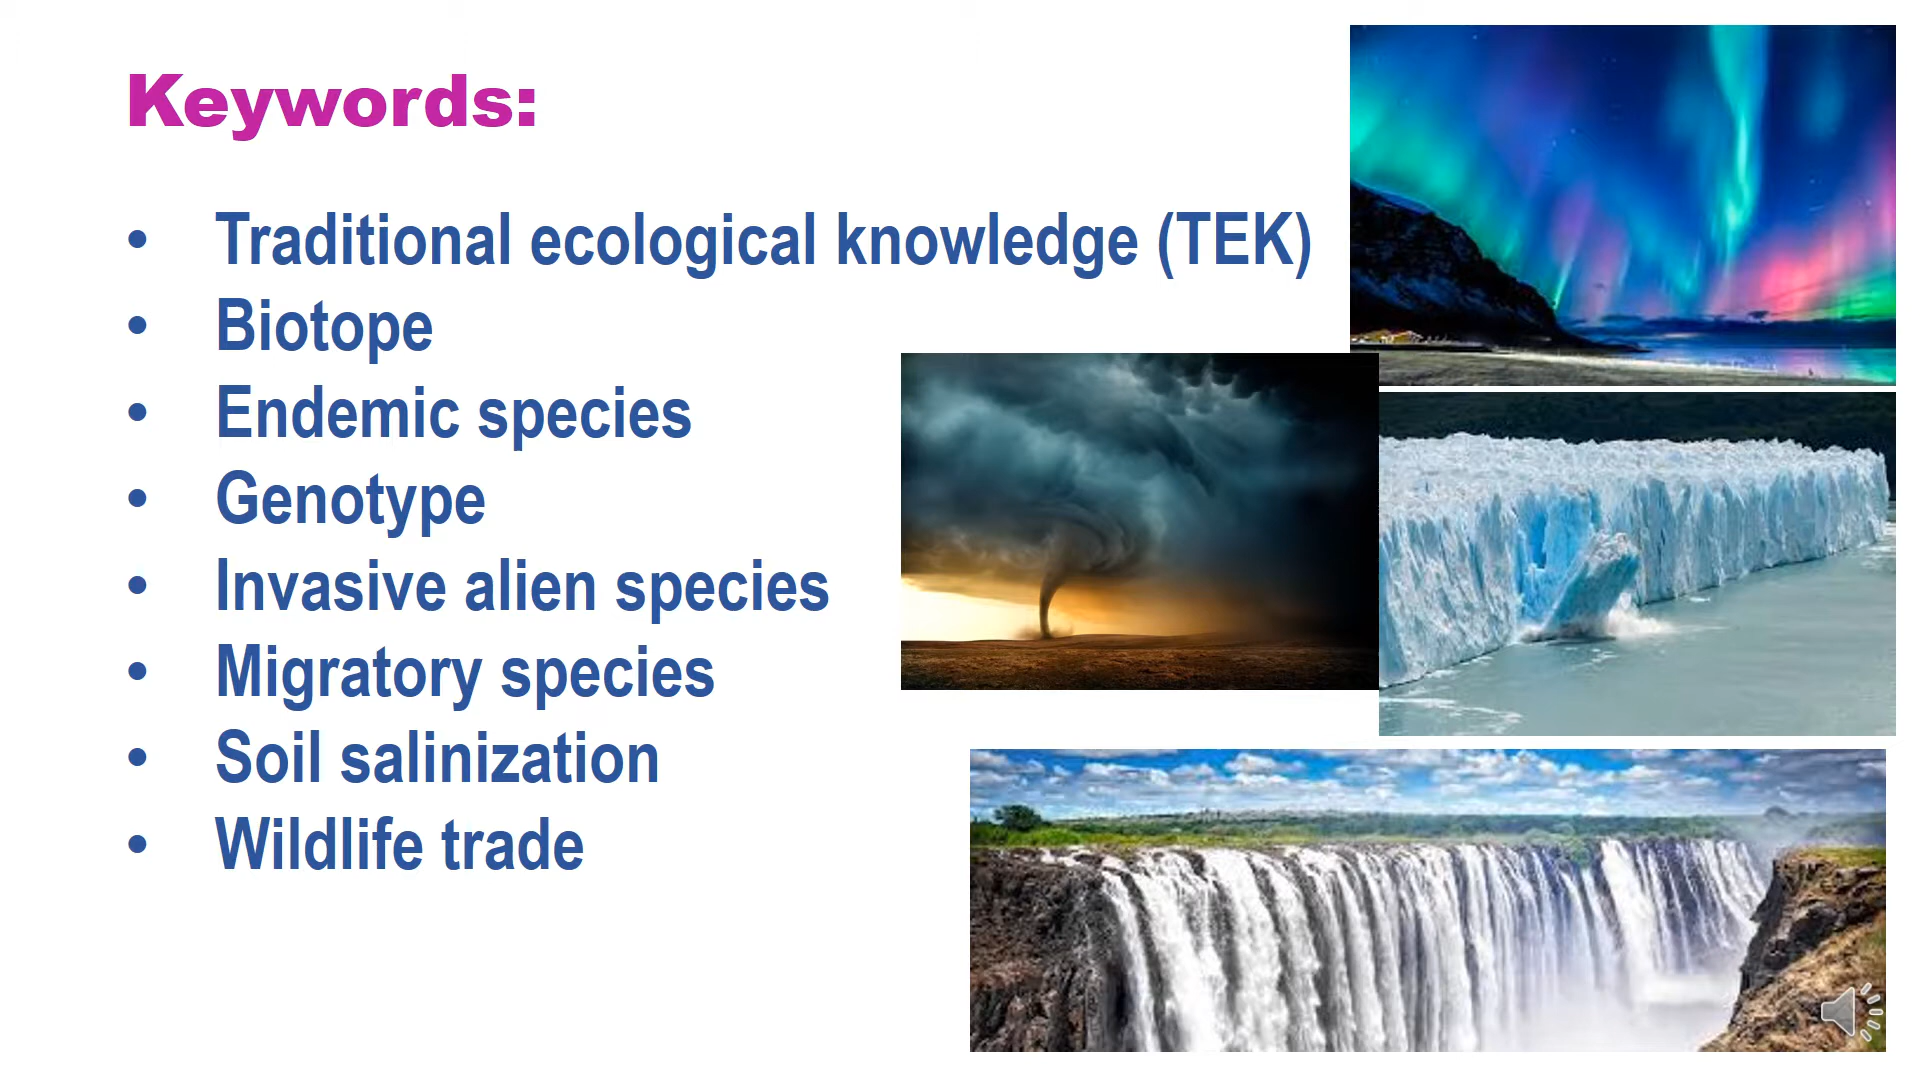 Keywords:
• Traditional ecological knowledge (TEK)
• Biotope
• Endemic species
• Genotype
• Invasive alien species
• Migratory species
• Soil salinization
• Wildlife trade